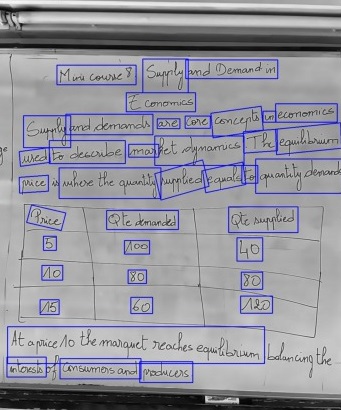 Mini course 8 Supply and Demand in
Economics
Supply and demands are core concepts in economics
used to describe market dynamics The equilibrium
price is where the quantity supplied equals to quantity demands
Price Qte demanded Qte supplied
5 100 40
10 80 80
15 60 120
At a price 10 the marquet reaches equilibrium balancing the
interests of consumers and producers